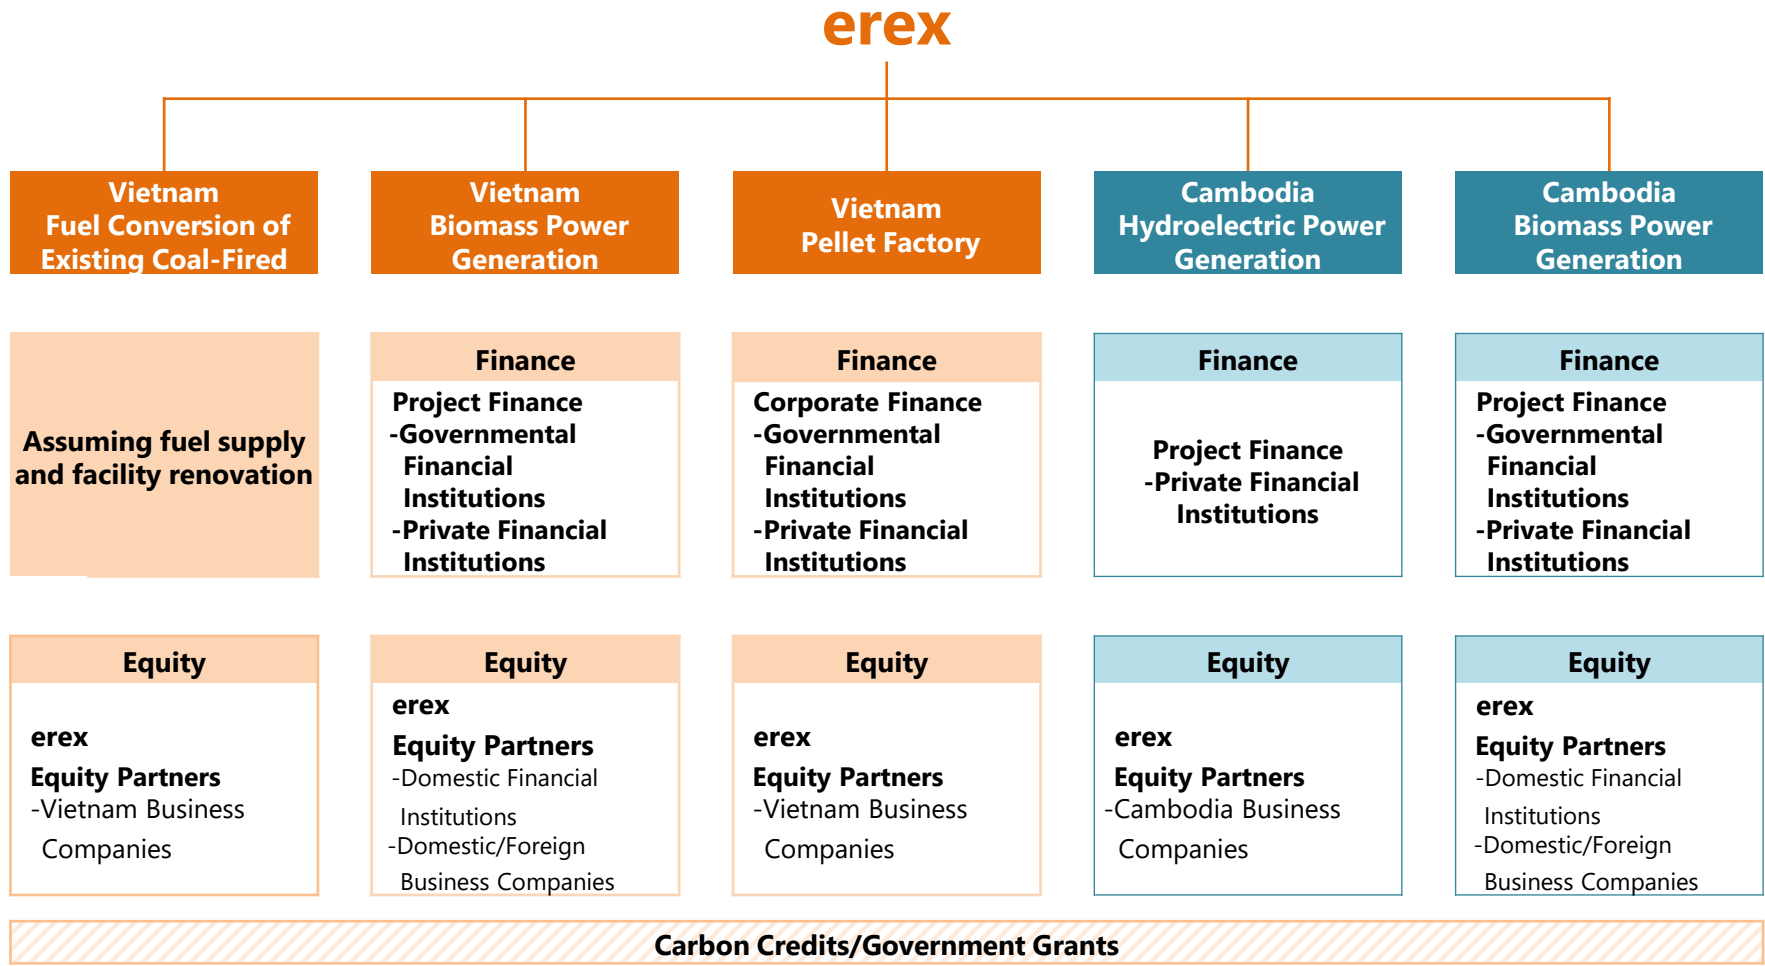 erex
Vietnam
Fuel Conversion of
Existing Coal-Fired
Vietnam
Biomass Power
Generation
Vietnam
Pellet Factory
Cambodia
Hydroelectric Power
Generation
Cambodia
Biomass Power
Generation
Assuming fuel supply
and facility renovation
Finance
Project Finance
-Governmental
Financial
Institutions
-Private Financial
Institutions
Finance
Corporate Finance
-Governmental
Financial
Institutions
-Private Financial
Institutions
Finance
Project Finance
-Private Financial
Institutions
Finance
Project Finance
-Governmental
Financial
Institutions
-Private Financial
Institutions
Equity
erex
Equity Partners
-Vietnam Business
Companies
Equity
erex
Equity Partners
-Domestic Financial
Institutions
-Domestic/Foreign
Business Companies
Equity
erex
Equity Partners
-Vietnam Business
Companies
Equity
erex
Equity Partners
-Cambodia Business
Companies
Equity
erex
Equity Partners
-Domestic Financial
Institutions
-Domestic/Foreign
Business Companies
Carbon Credits/Government Grants